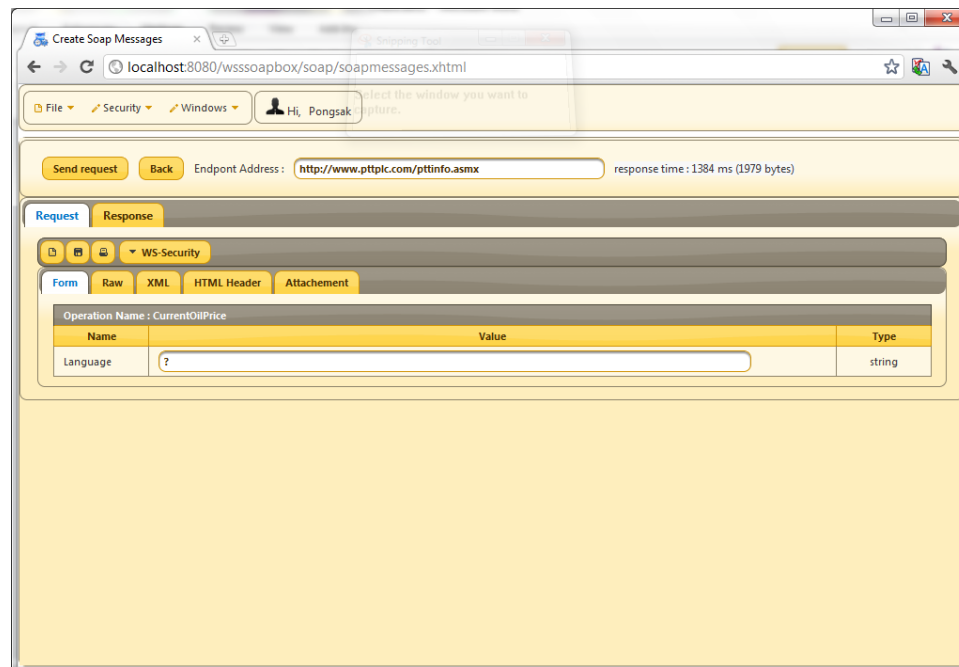 Create Soap Messages
Snipping Tool
localhost:8080/wsssoapbox/soap/soapmessages.xhtml
Select the window you want to
capture.
File Security Windows Hi, Pongsak
Send request Back Endpont Address : http://www.pttplc.com/pttinfo.asmx response time : 1384 ms (1979 bytes)
Request Response
WS-Security
Form Raw XML HTML Header Attachement
Operation Name : CurrentOilPrice
Name Value Type
Language ? string